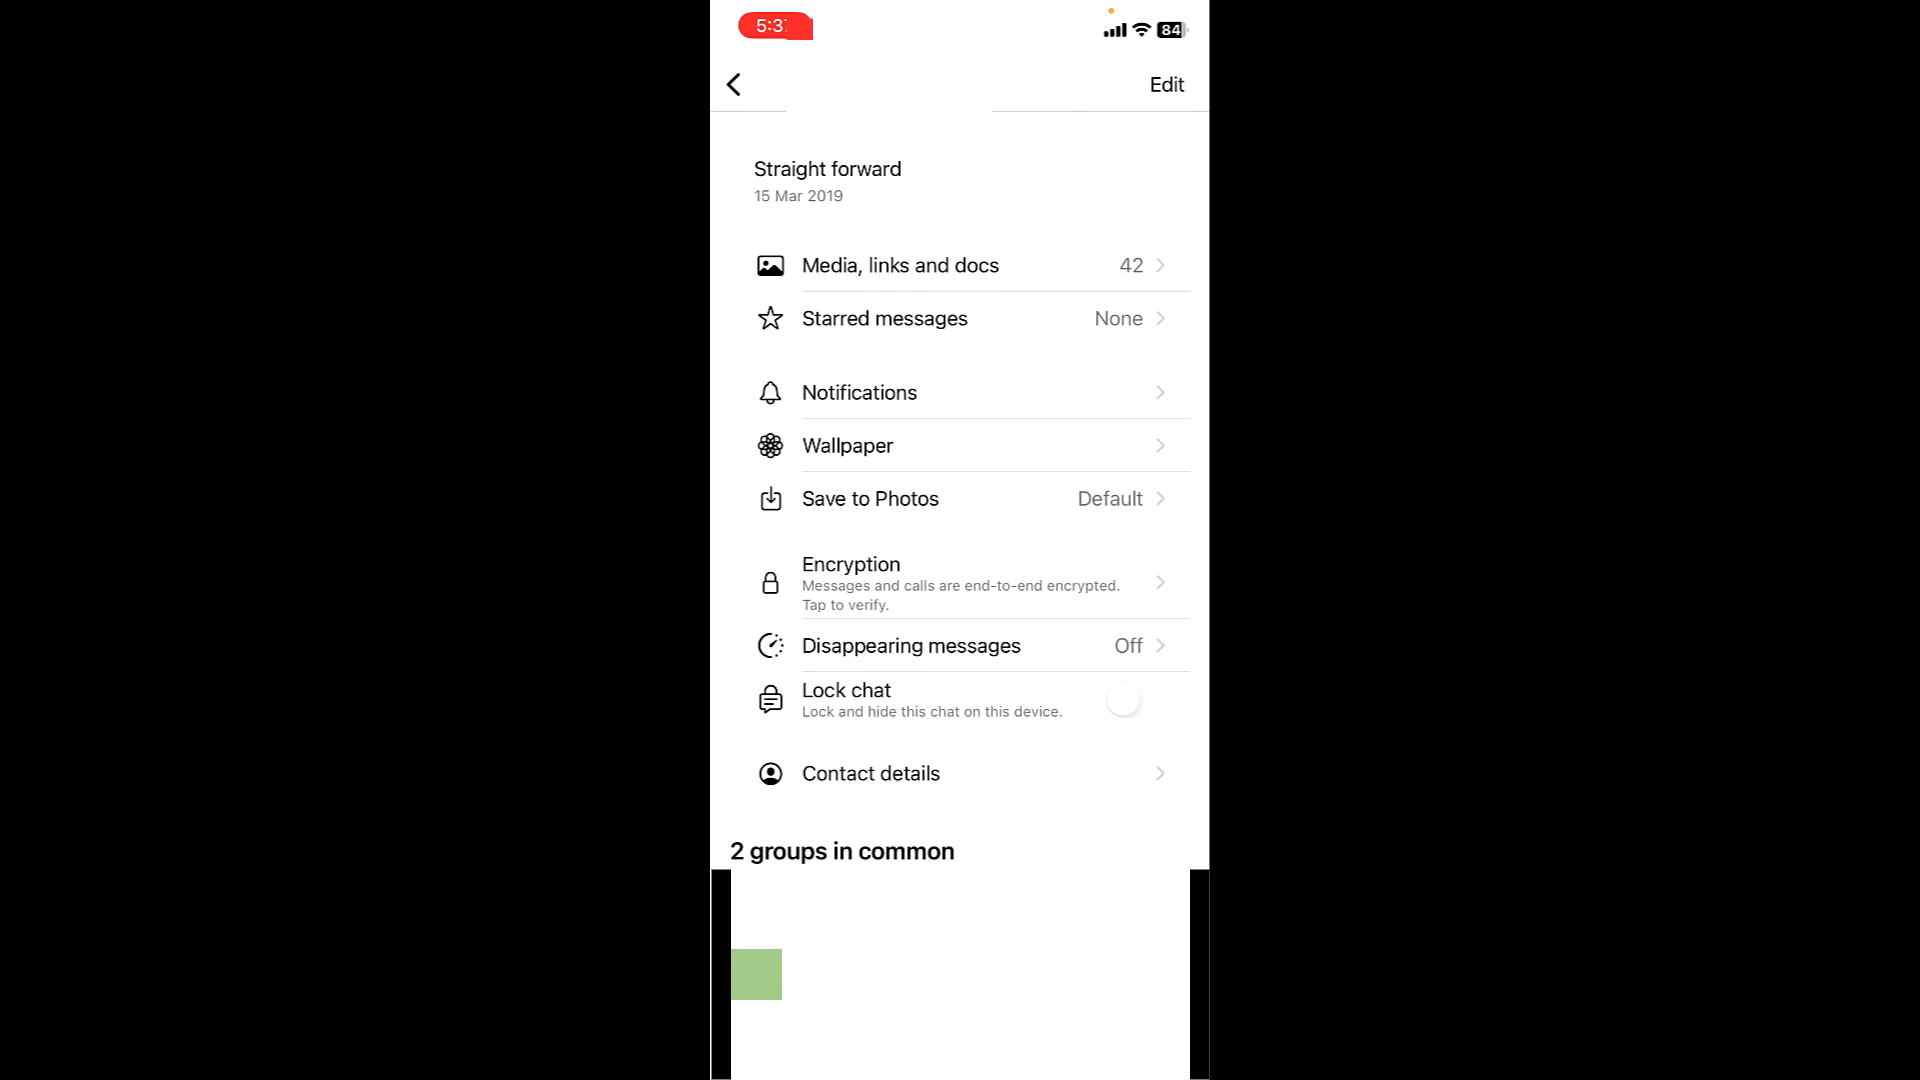 5:37
84
Edit
Straight forward
15 Mar 2019
Media, links and docs 42
Starred messages None
Notifications
Wallpaper
Save to Photos Default
Encryption
Messages and calls are end-to-end encrypted.
Tap to verify.
Disappearing messages Off
Lock chat
Lock and hide this chat on this device.
Contact details
2 groups in common